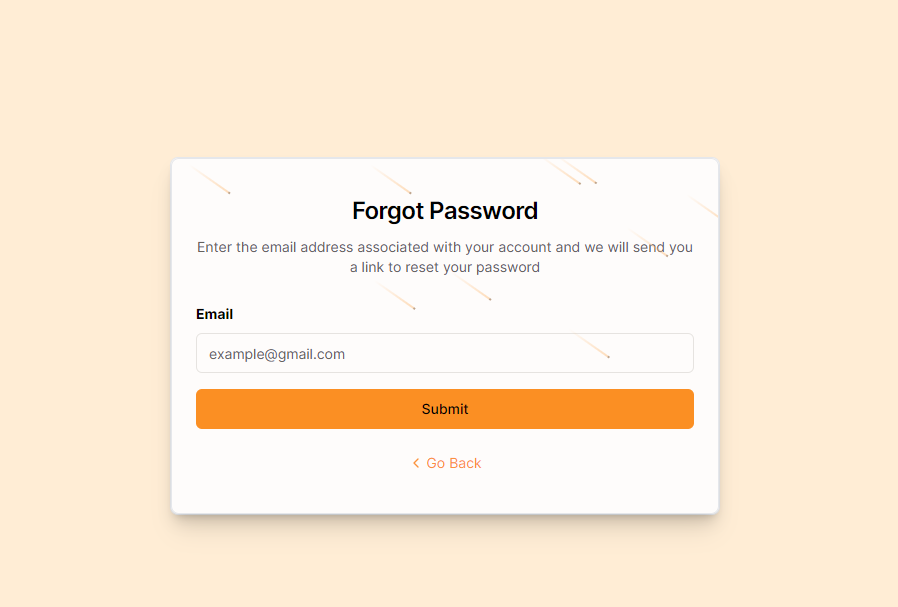 Forgot Password
Enter the email address associated with your account and we will send you
a link to reset your password
Email
example@gmail.com
Submit
Go Back